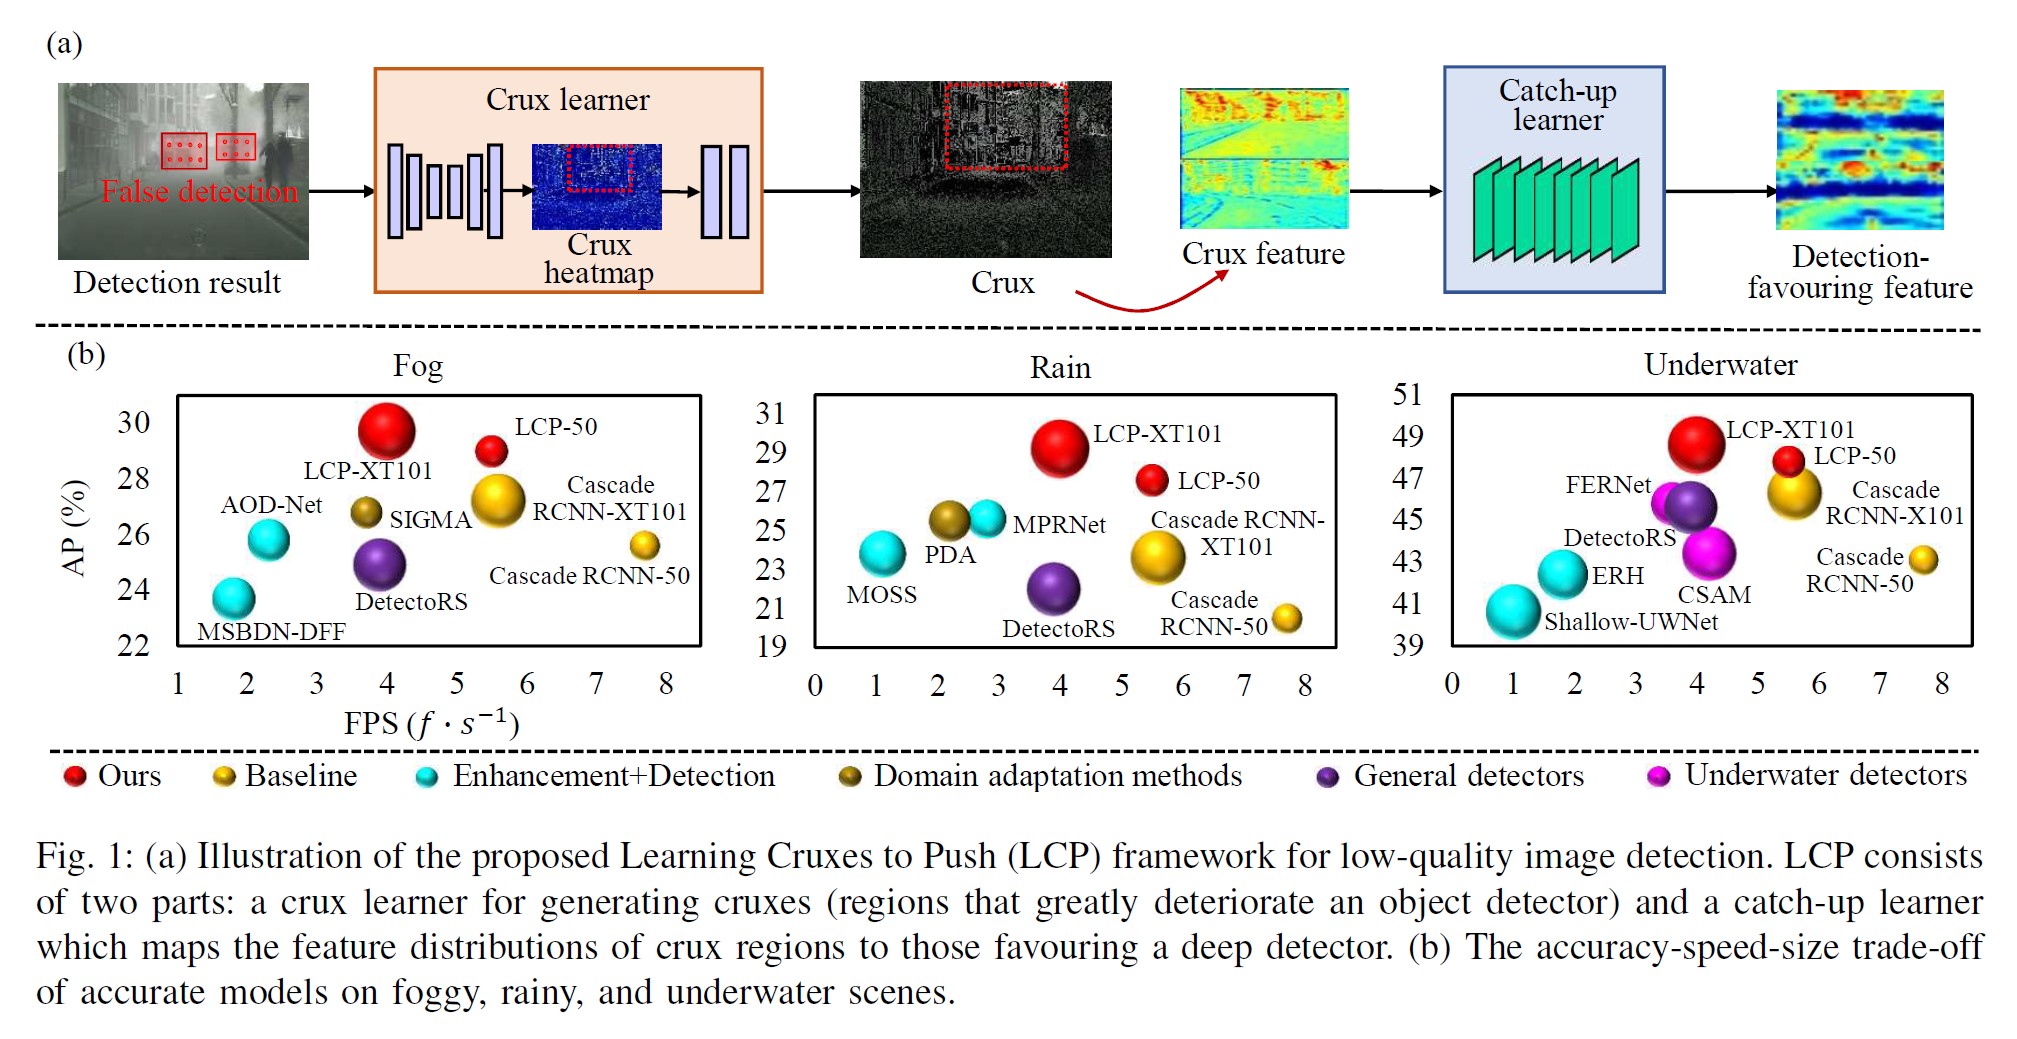 (a)
False detection
Detection result
Crux learner
Crux
heatmap
Crux
Crux feature
Catch-up
learner
Detection-
favouring feature
(b)
Fog
AP (%)
30
28
26
24
22
LCP-50
LCP-XT101
Cascade
RCNN-XT101
AOD-Net
SIGMA
Cascade RCNN-50
DetectoRS
MSBDN-DFF
1 2 3 4 5 6 7 8
FPS (f · s⁻¹)
Rain
31
29
27
25
23
21
19
LCP-XT101
LCP-50
MPRNet
Cascade RCNN-
XT101
PDA
MOSS
Cascade
RCNN-50
DetectoRS
0 1 2 3 4 5 6 7 8
Underwater
51
49
47
45
43
41
39
LCP-XT101
LCP-50
FERNet
Cascade
RCNN-X101
DetectoRS
Cascade
RCNN-50
ERH
CSAM
Shallow-UWNet
0 1 2 3 4 5 6 7 8
Ours Baseline Enhancement+Detection Domain adaptation methods General detectors Underwater detectors
Fig. 1: (a) Illustration of the proposed Learning Cruxes to Push (LCP) framework for low-quality image detection. LCP consists
of two parts: a crux learner for generating cruxes (regions that greatly deteriorate an object detector) and a catch-up learner
which maps the feature distributions of crux regions to those favouring a deep detector. (b) The accuracy-speed-size trade-off
of accurate models on foggy, rainy, and underwater scenes.